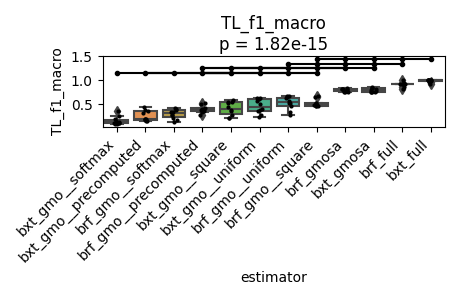 TL_f1_macro
p = 1.82e-15
TL_f1_macro
1.5
1.0
0.5
bxt_gmo__softmax
bxt_gmo__precomputed
brf_gmo__softmax
brf_gmo__precomputed
bxt_gmo__square
bxt_gmo__uniform
brf_gmo__uniform
brf_gmo__square
brf_gmosa
bxt_gmosa
brf_full
bxt_full
estimator